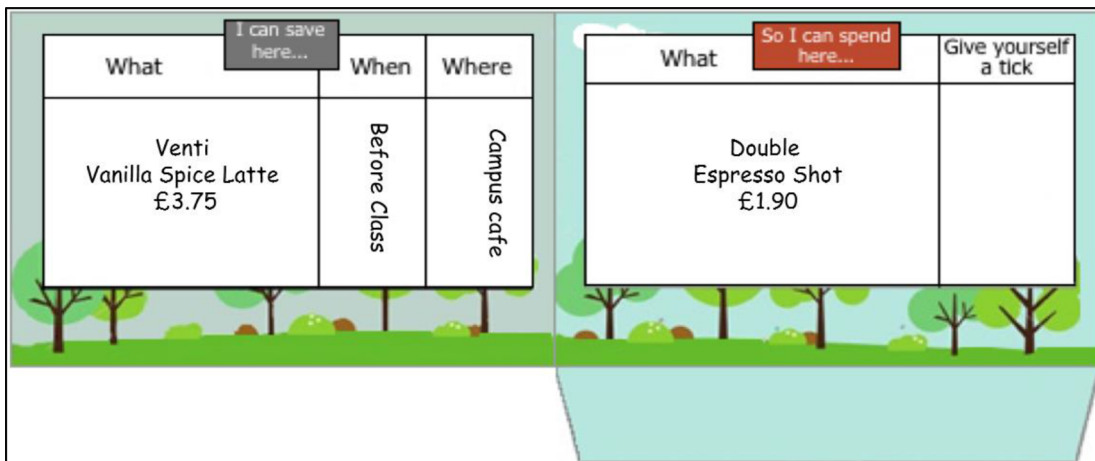 I can save
here...
What
When
Where
Venti
Vanilla Spice Latte
£3.75
Before Class
Campus cafe
So I can spend
here...
What
Give yourself
a tick
Double
Espresso Shot
£1.90